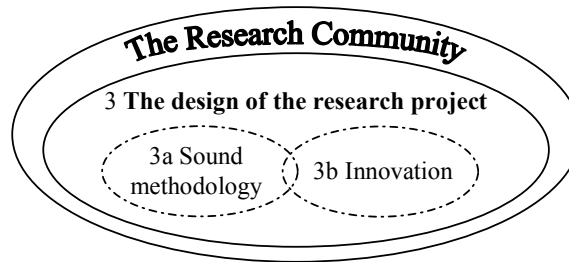 The Research Community
3 The design of the research project
3a Sound
methodology
3b Innovation